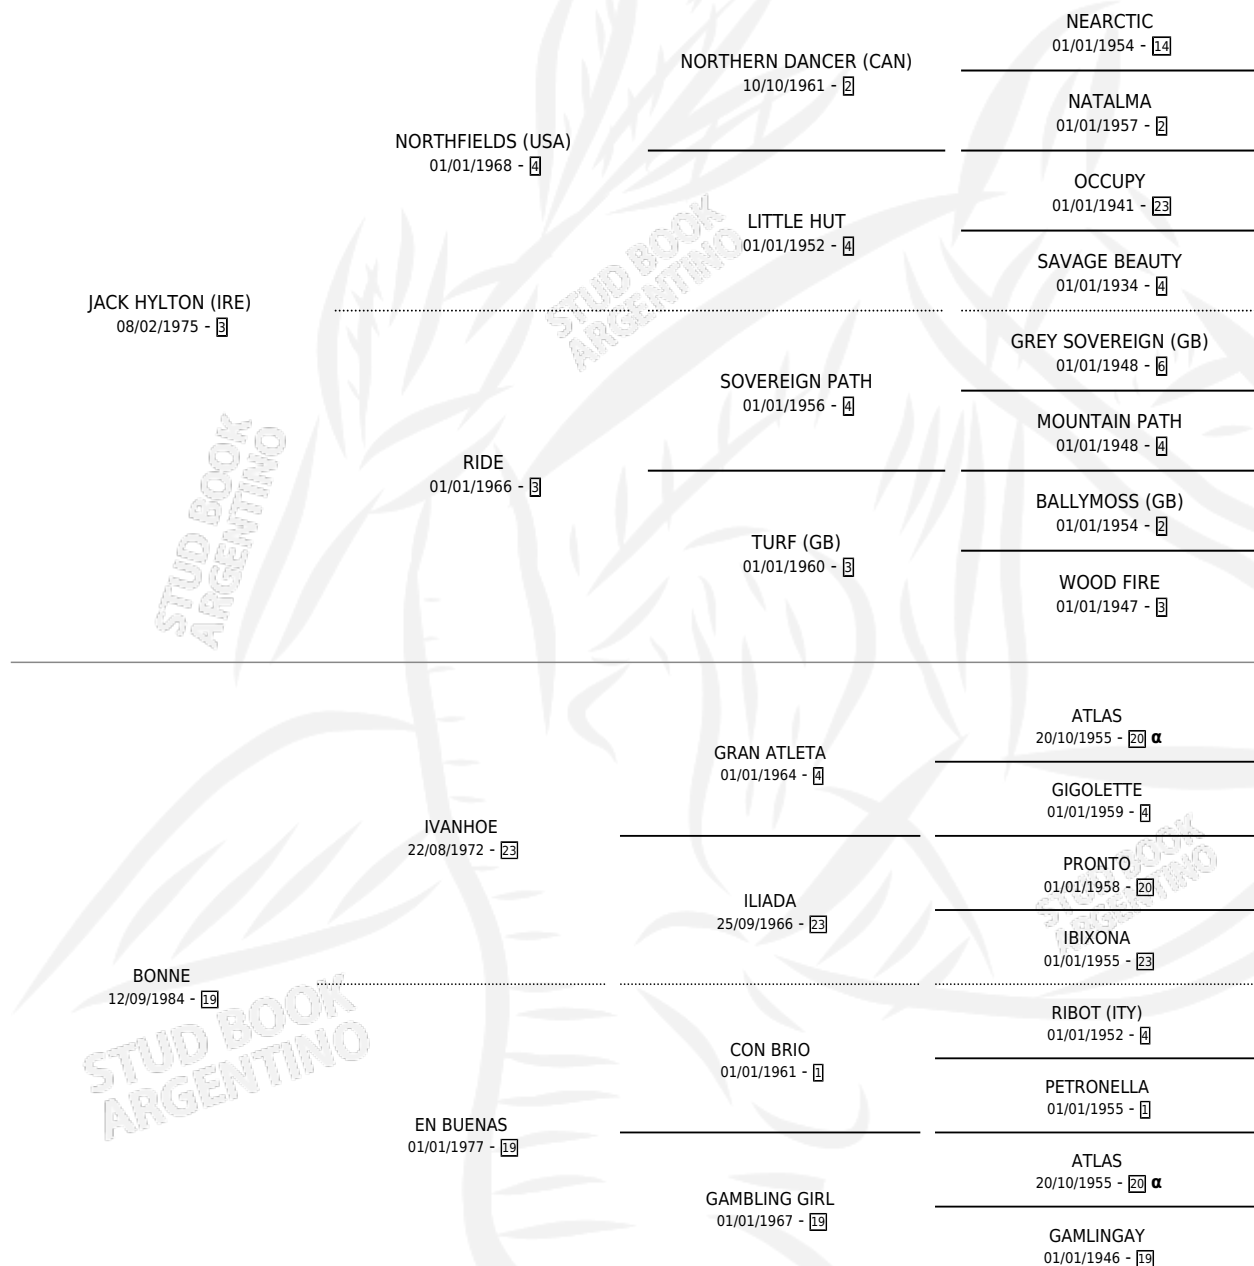 NEARCTIC
01/01/1954 - 14
NORTHERN DANCER (CAN)
10/10/1961 - 2
NATALMA
01/01/1957 - 2
NORTHFIELDS (USA)
01/01/1968 - 4
OCCUPY
01/01/1941 - 23
LITTLE HUT
01/01/1952 - 4
SAVAGE BEAUTY
01/01/1934 - 4
JACK HYLTON (IRE)
08/02/1975 - 3
GREY SOVEREIGN (GB)
01/01/1948 - 6
SOVEREIGN PATH
01/01/1956 - 4
MOUNTAIN PATH
01/01/1948 - 4
RIDE
01/01/1966 - 3
BALLYMOSS (GB)
01/01/1954 - 2
TURF (GB)
01/01/1960 - 3
WOOD FIRE
01/01/1947 - 3
ATLAS
20/10/1955 - 20 α
GRAN ATLETA
01/01/1964 - 4
GIGOLETTE
01/01/1959 - 4
IVANHOE
22/08/1972 - 23
PRONTO
01/01/1958 - 20
ILIADA
25/09/1966 - 23
IBIXONA
01/01/1955 - 23
BONNE
12/09/1984 - 19
RIBOT (ITY)
01/01/1952 - 4
CON BRIO
01/01/1961 - 1
PETRONELLA
01/01/1955 - 1
EN BUENAS
01/01/1977 - 19
ATLAS
20/10/1955 - 20 α
GAMBLING GIRL
01/01/1967 - 19
GAMLINGAY
01/01/1946 - 19
STUD BOOK
ARGENTINO
STUD BOOK
ARGENTINO
STUD BOOK
ARGENTINO
STUD BOOK
ARGENTINO